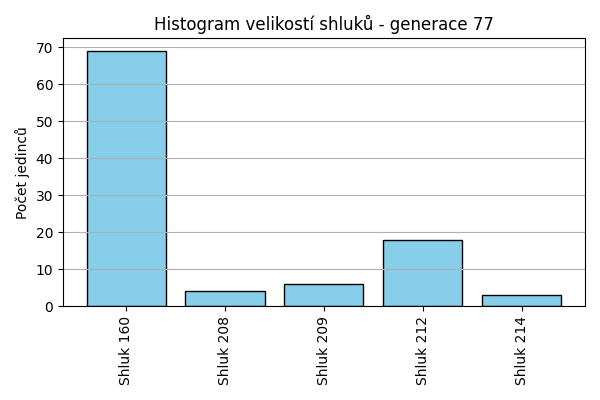 Histogram velikostí shluků - generace 77
Počet jedinců
70
60
50
40
30
20
10
0
Shluk 160
Shluk 208
Shluk 209
Shluk 212
Shluk 214